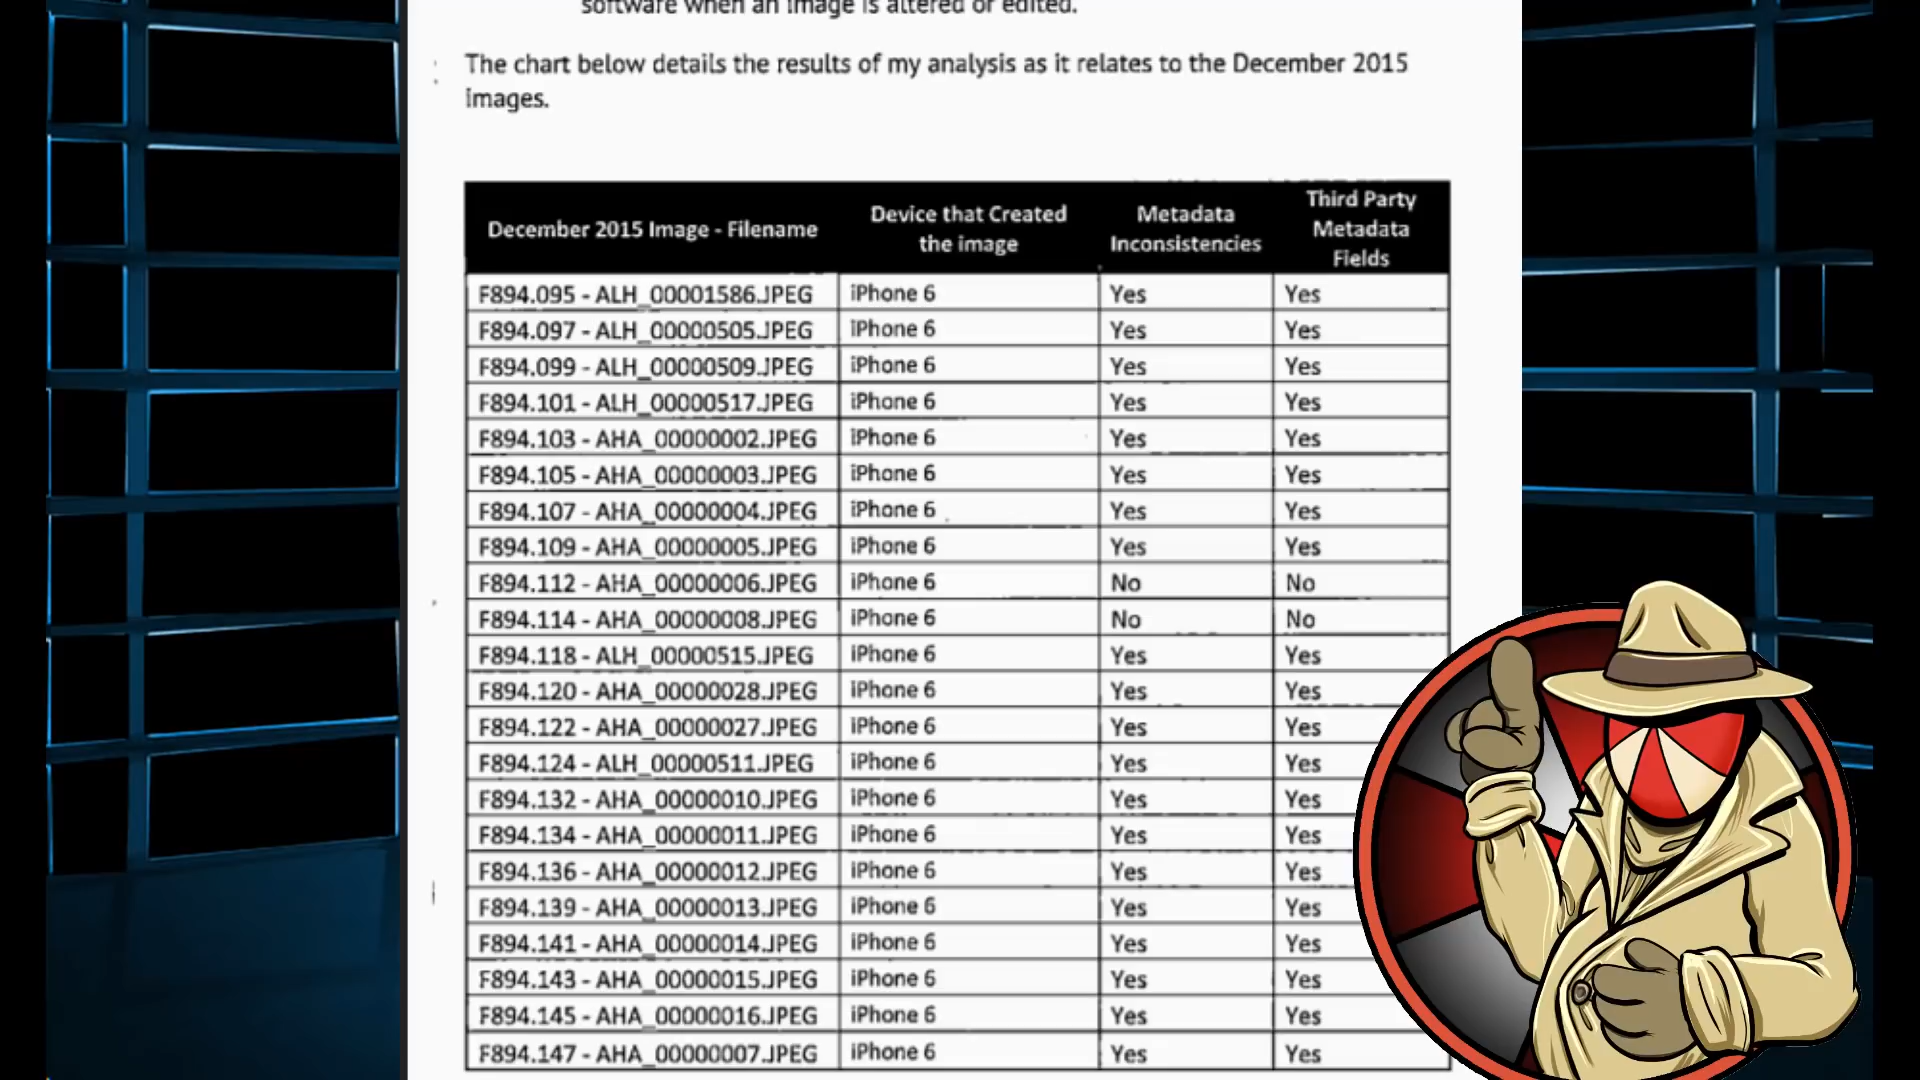 software when an image is altered or edited.
The chart below details the results of my analysis as it relates to the December 2015
images.
December 2015 Image - Filename Device that Created the image Metadata Inconsistencies Third Party Metadata Fields
F894.095 - ALH_00001586.JPEG iPhone 6 Yes Yes
F894.097 - ALH_00000505.JPEG iPhone 6 Yes Yes
F894.099 - ALH_00000509.JPEG iPhone 6 Yes Yes
F894.101 - ALH_00000517.JPEG iPhone 6 Yes Yes
F894.103 - AHA_00000002.JPEG iPhone 6 Yes Yes
F894.105 - AHA_00000003.JPEG iPhone 6 Yes Yes
F894.107 - AHA_00000004.JPEG iPhone 6 Yes Yes
F894.109 - AHA_00000005.JPEG iPhone 6 Yes Yes
F894.112 - AHA_00000006.JPEG iPhone 6 No No
F894.114 - AHA_00000008.JPEG iPhone 6 No No
F894.118 - ALH_00000515.JPEG iPhone 6 Yes Yes
F894.120 - AHA_00000028.JPEG iPhone 6 Yes Yes
F894.122 - AHA_00000027.JPEG iPhone 6 Yes Yes
F894.124 - ALH_00000511.JPEG iPhone 6 Yes Yes
F894.132 - AHA_00000010.JPEG iPhone 6 Yes Yes
F894.134 - AHA_00000011.JPEG iPhone 6 Yes Yes
F894.136 - AHA_00000012.JPEG iPhone 6 Yes Yes
F894.139 - AHA_00000013.JPEG iPhone 6 Yes Yes
F894.141 - AHA_00000014.JPEG iPhone 6 Yes Yes
F894.143 - AHA_00000015.JPEG iPhone 6 Yes Yes
F894.145 - AHA_00000016.JPEG iPhone 6 Yes Yes
F894.147 - AHA_00000007.JPEG iPhone 6 Yes Yes